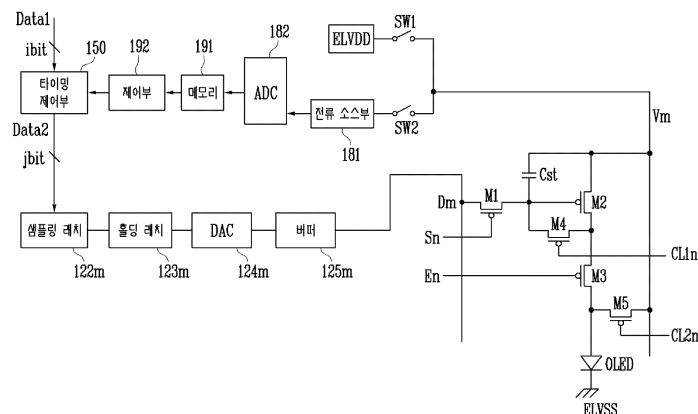 Data1
ibit
150
192
191
182
ELVDD
SW1
타이밍
제어부
제어부
메모리
ADC
전류 소스부
SW2
181
Vm
Data2
jbit
Cst
Dm
M1
M2
M4
Sn
CL1n
샘플링 래치
홀딩 래치
DAC
버퍼
122m
123m
124m
125m
En
M3
M5
CL2n
OLED
ELVSS